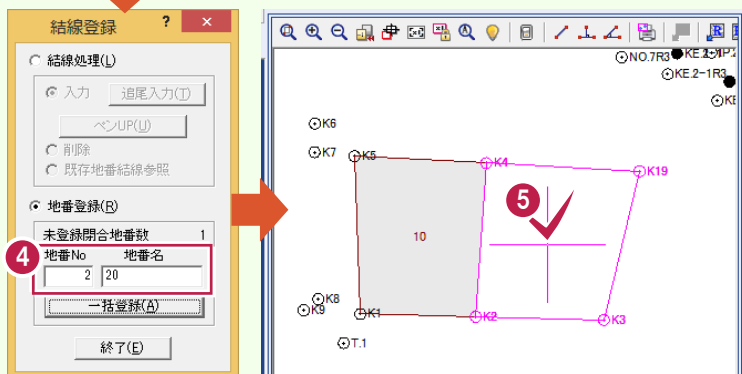 結線登録 ? ×
結線処理(L)
入力 追尾入力(T)
ペンUP(U)
削除
既存地番結線参照
地番登録(R)
未登録閉合地番数 1
4
地番No 地番名
2 20
一括登録(A)
終了(E)
NO.7R3
KE.2-1R3
K6
K7
K5
K4
K19
5
10
K8
K9
K1
K2
K3
T.1